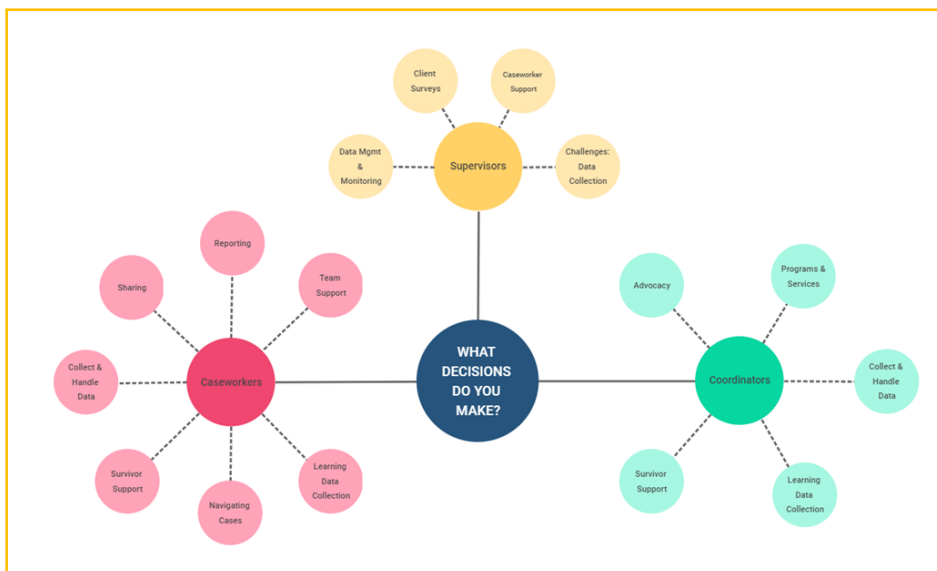 Client
Surveys
Caseworker
Support
Data Mgmt
&
Monitoring
Supervisors
Challenges:
Data
Collection
Reporting
Sharing
Team
Support
Collect &
Handle
Data
Caseworkers
Survivor
Support
Navigating
Cases
Learning
Data
Collection
WHAT
DECISIONS
DO YOU
MAKE?
Advocacy
Programs &
Services
Coordinators
Collect &
Handle
Data
Survivor
Support
Learning
Data
Collection